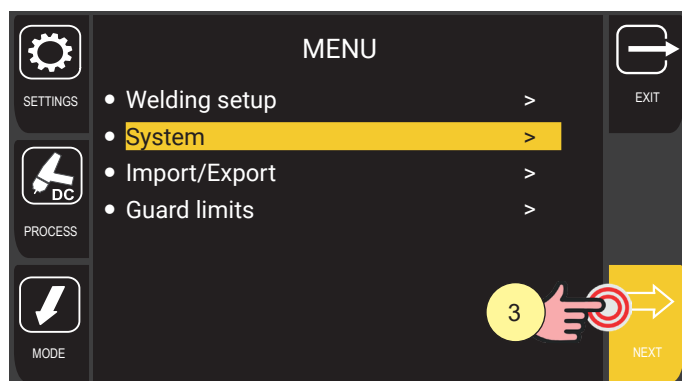 MENU
SETTINGS
EXIT
Welding setup >
System >
Import/Export >
Guard limits >
DC
PROCESS
3
MODE
NEXT